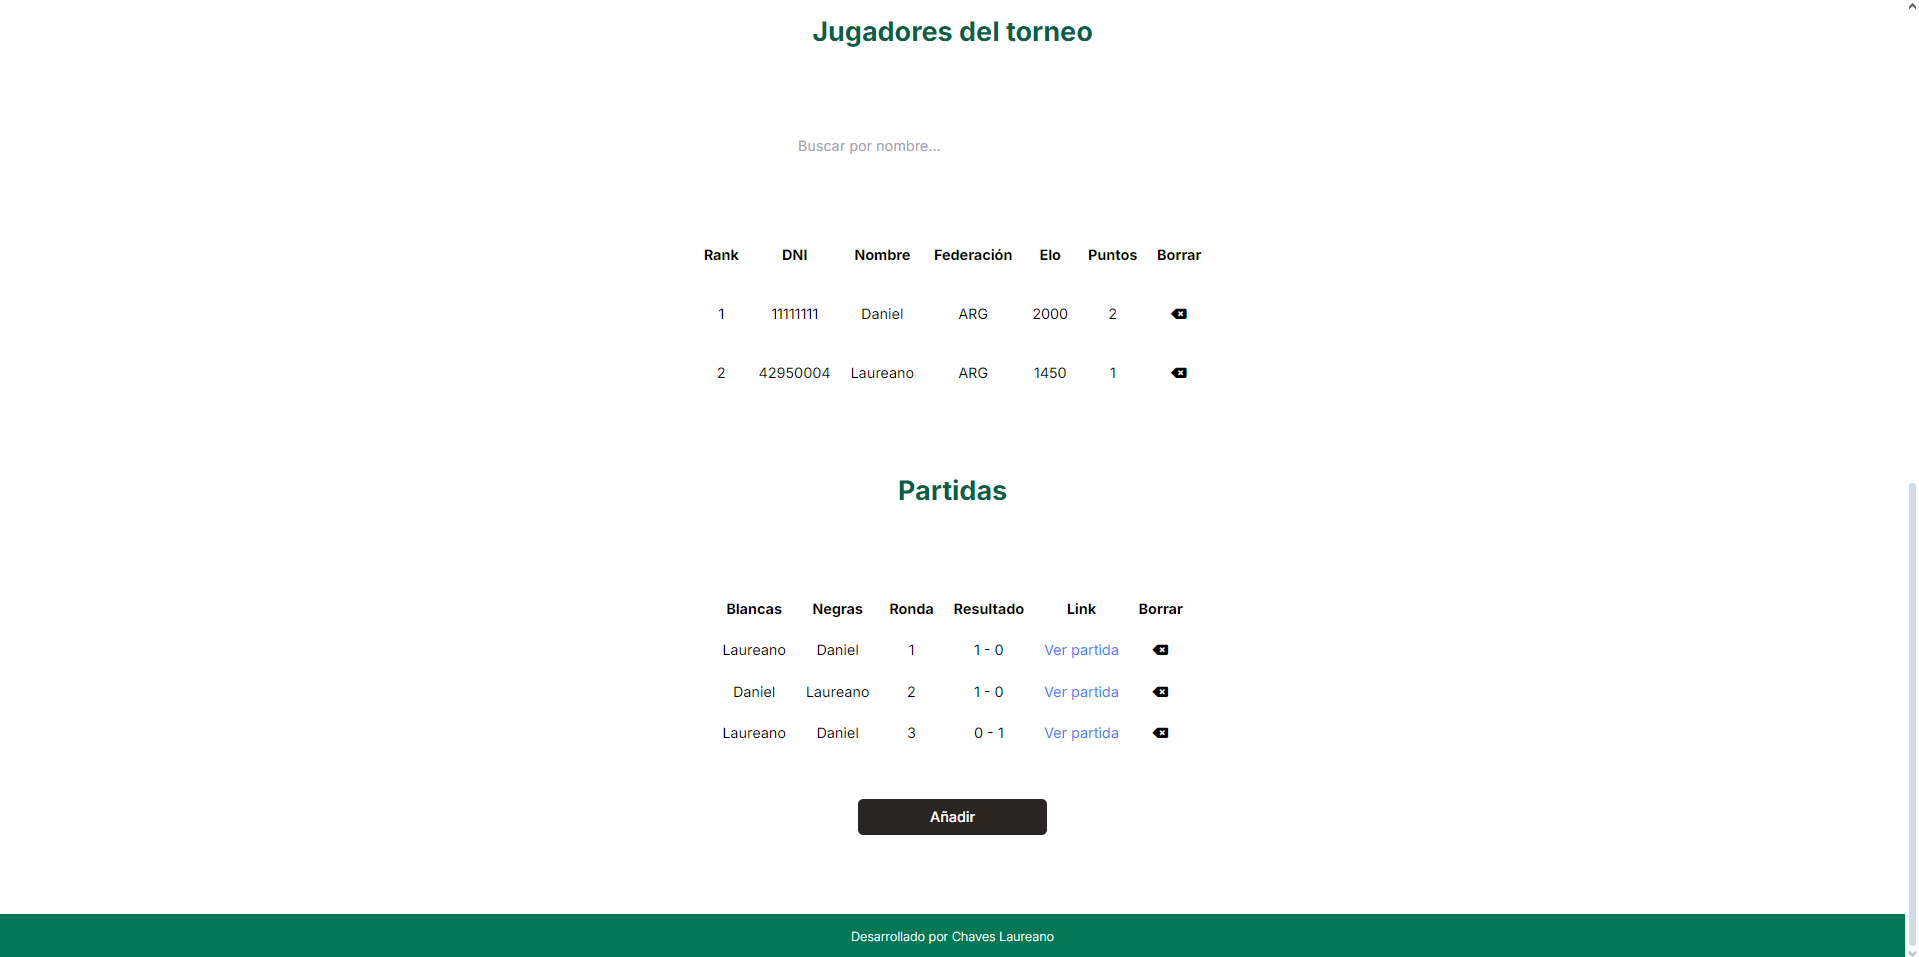 Jugadores del torneo
Buscar por nombre...
Rank DNI Nombre Federación Elo Puntos Borrar
1 11111111 Daniel ARG 2000 2
2 42950004 Laureano ARG 1450 1
Partidas
Blancas Negras Ronda Resultado Link Borrar
Laureano Daniel 1 1 - 0 Ver partida
Daniel Laureano 2 1 - 0 Ver partida
Laureano Daniel 3 0 - 1 Ver partida
Añadir
Desarrollado por Chaves Laureano